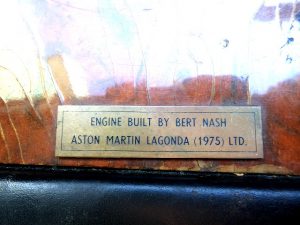 ENGINE BUILT BY BERT NASH
ASTON MARTIN LAGONDA (1975) LTD.